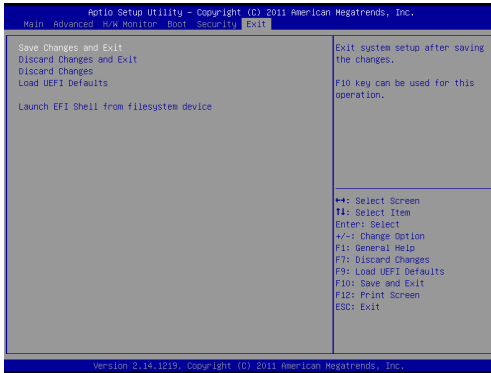 Aptio Setup Utility - Copyright (C) 2011 American Megatrends, Inc.
Main Advanced H/W Monitor Boot Security Exit
Save Changes and Exit
Discard Changes and Exit
Discard Changes
Load UEFI Defaults
Launch EFI Shell from filesystem device
Exit system setup after saving
the changes.
F10 key can be used for this
operation.
↔: Select Screen
↑↓: Select Item
Enter: Select
+/-: Change Option
F1: General Help
F7: Discard Changes
F9: Load UEFI Defaults
F10: Save and Exit
F12: Print Screen
ESC: Exit
Version 2.14.1219. Copyright (C) 2011 American Megatrends, Inc.